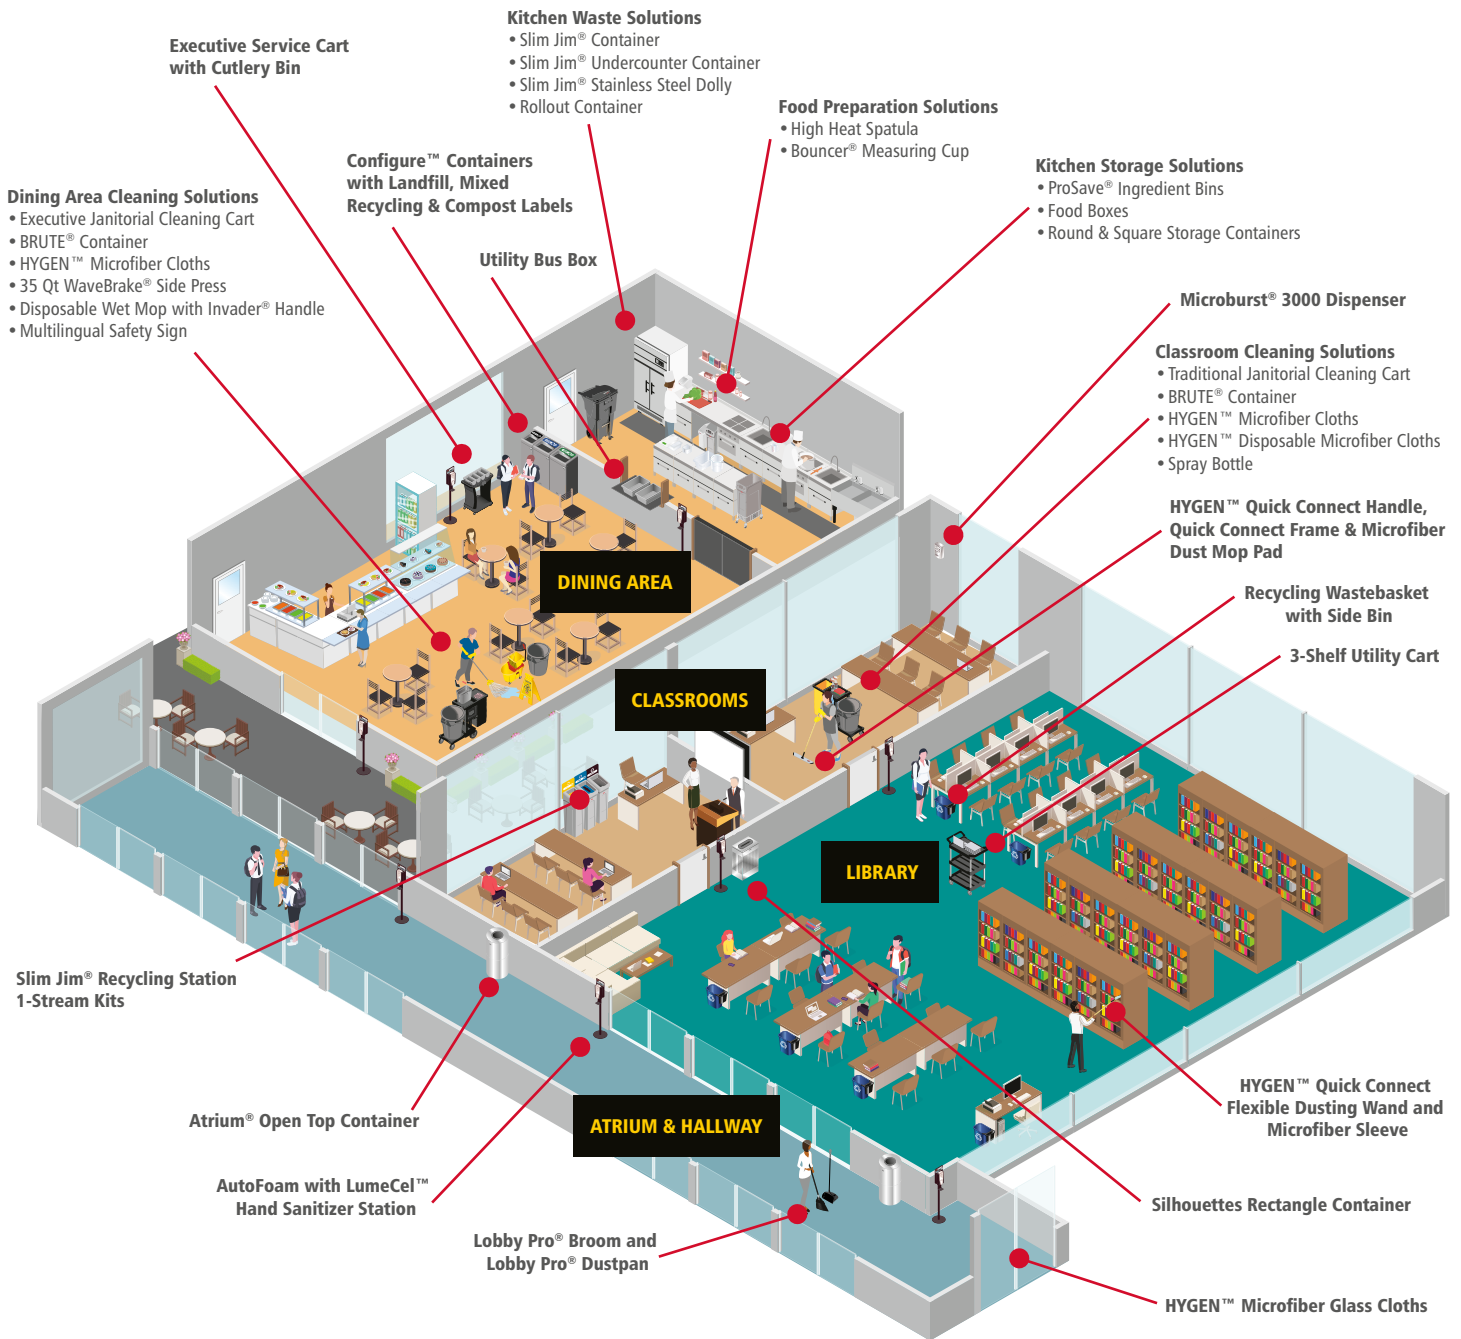 Kitchen Waste Solutions
• Slim Jim® Container
• Slim Jim® Undercounter Container
• Slim Jim® Stainless Steel Dolly
• Rollout Container
Executive Service Cart
with Cutlery Bin
Food Preparation Solutions
• High Heat Spatula
• Bouncer® Measuring Cup
Configure™ Containers
with Landfill, Mixed
Recycling & Compost Labels
Kitchen Storage Solutions
• ProSave® Ingredient Bins
• Food Boxes
• Round & Square Storage Containers
Dining Area Cleaning Solutions
• Executive Janitorial Cleaning Cart
• BRUTE® Container
• HYGEN™ Microfiber Cloths
• 35 Qt WaveBrake® Side Press
• Disposable Wet Mop with Invader® Handle
• Multilingual Safety Sign
Utility Bus Box
Microburst® 3000 Dispenser
Classroom Cleaning Solutions
• Traditional Janitorial Cleaning Cart
• BRUTE® Container
• HYGEN™ Microfiber Cloths
• HYGEN™ Disposable Microfiber Cloths
• Spray Bottle
HYGEN™ Quick Connect Handle,
Quick Connect Frame & Microfiber
Dust Mop Pad
DINING AREA
Recycling Wastebasket
with Side Bin
3-Shelf Utility Cart
CLASSROOMS
LIBRARY
Slim Jim® Recycling Station
1-Stream Kits
Atrium® Open Top Container
ATRIUM & HALLWAY
HYGEN™ Quick Connect
Flexible Dusting Wand and
Microfiber Sleeve
AutoFoam with LumeCel™
Hand Sanitizer Station
Silhouettes Rectangle Container
Lobby Pro® Broom and
Lobby Pro® Dustpan
HYGEN™ Microfiber Glass Cloths